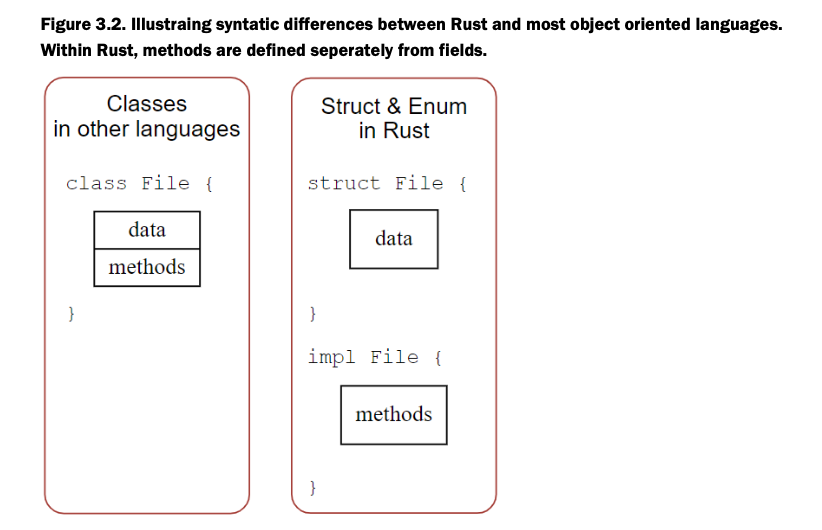 Figure 3.2. Illustraing syntatic differences between Rust and most object oriented languages.
Within Rust, methods are defined seperately from fields.
Classes
in other languages
class File {
data
methods
}
Struct & Enum
in Rust
struct File {
data
}
impl File {
methods
}